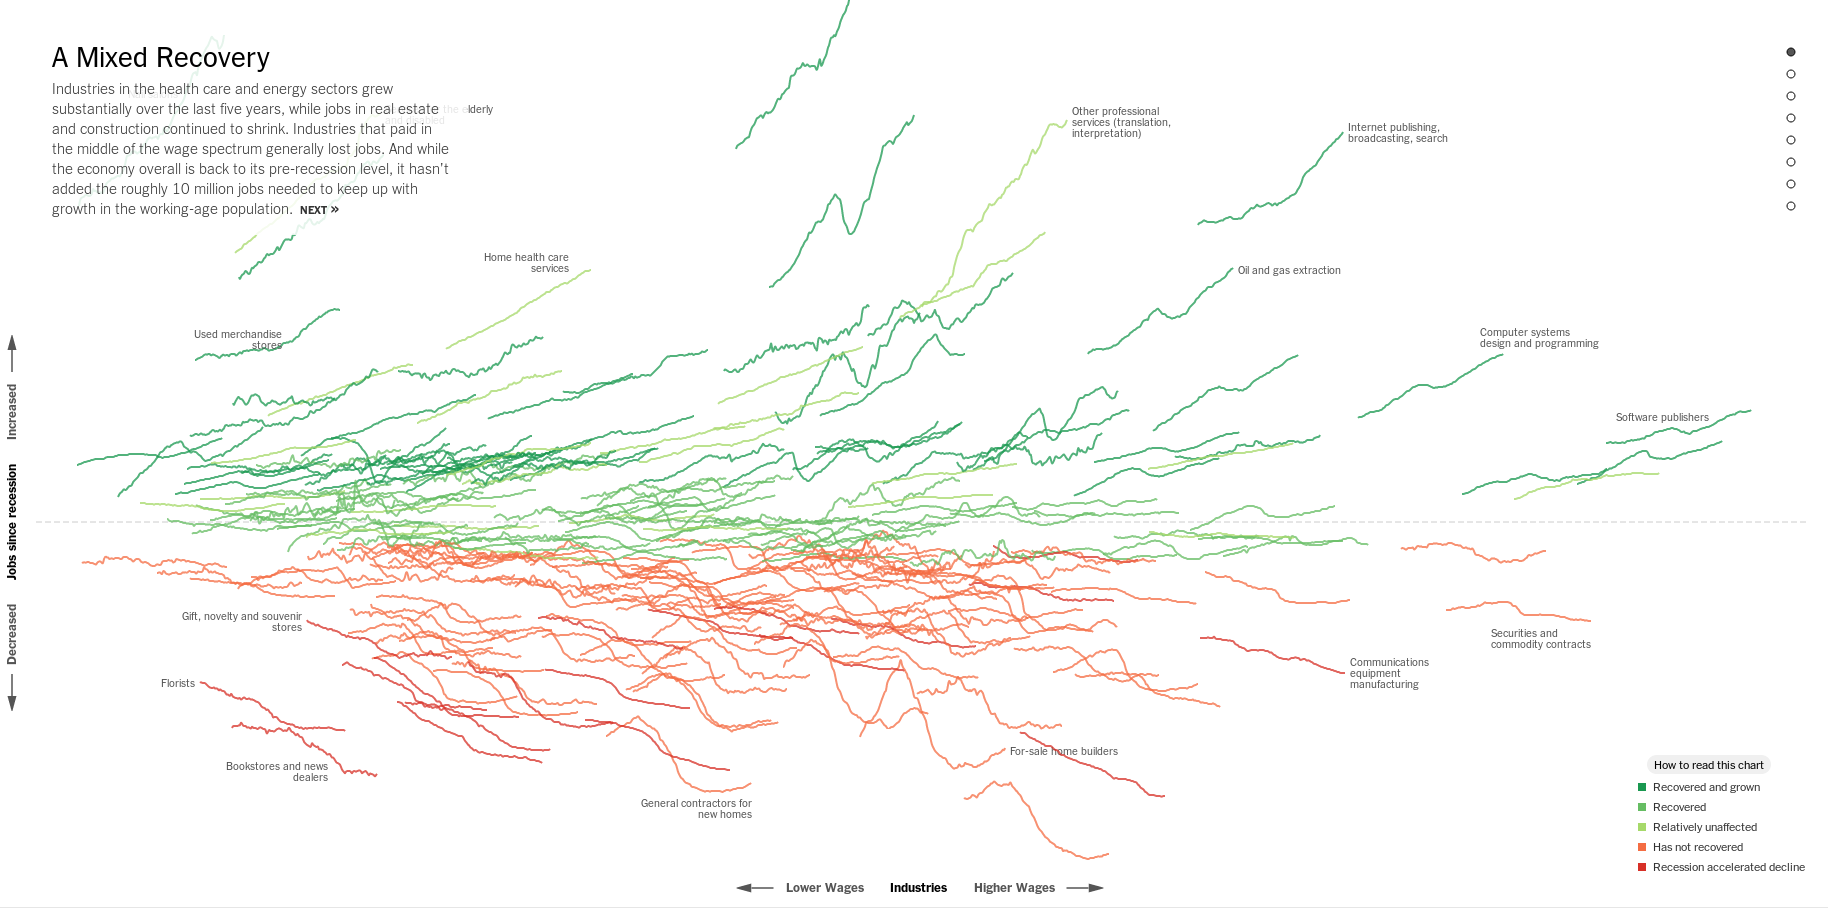 A Mixed Recovery
Industries in the health care and energy sectors grew
substantially over the last five years, while jobs in real estate
and construction continued to shrink. Industries that paid in
the middle of the wage spectrum generally lost jobs. And while
the economy overall is back to its pre-recession level, it hasn't
added the roughly 10 million jobs needed to keep up with
growth in the working-age population. NEXT »
the elderly
and disabled
Other professional
services (translation,
interpretation)
Internet publishing,
broadcasting, search
Home health care
services
Oil and gas extraction
Used merchandise
stores
Computer systems
design and programming
Software publishers
Increased
Jobs since recession
Decreased
Gift, novelty and souvenir
stores
Securities and
commodity contracts
Communications
equipment
manufacturing
Florists
For-sale home builders
Bookstores and news
dealers
General contractors for
new homes
How to read this chart
Recovered and grown
Recovered
Relatively unaffected
Has not recovered
Recession accelerated decline
Lower Wages Industries Higher Wages